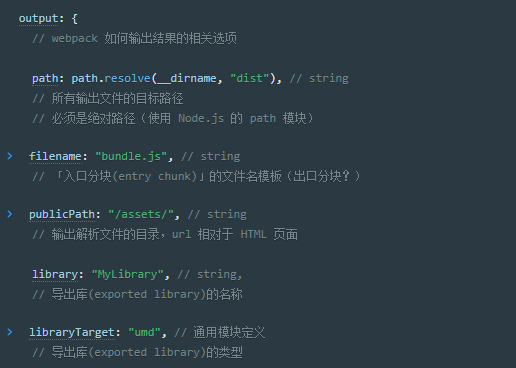 output: {
// webpack 如何输出结果的相关选项
path: path.resolve(__dirname, "dist"), // string
// 所有输出文件的目标路径
// 必须是绝对路径（使用 Node.js 的 path 模块）
filename: "bundle.js", // string
// 「入口分块(entry chunk)」的文件名模板（出口分块？）
publicPath: "/assets/", // string
// 输出解析文件的目录，url 相对于 HTML 页面
library: "MyLibrary", // string,
// 导出库(exported library)的名称
libraryTarget: "umd", // 通用模块定义
// 导出库(exported library)的类型